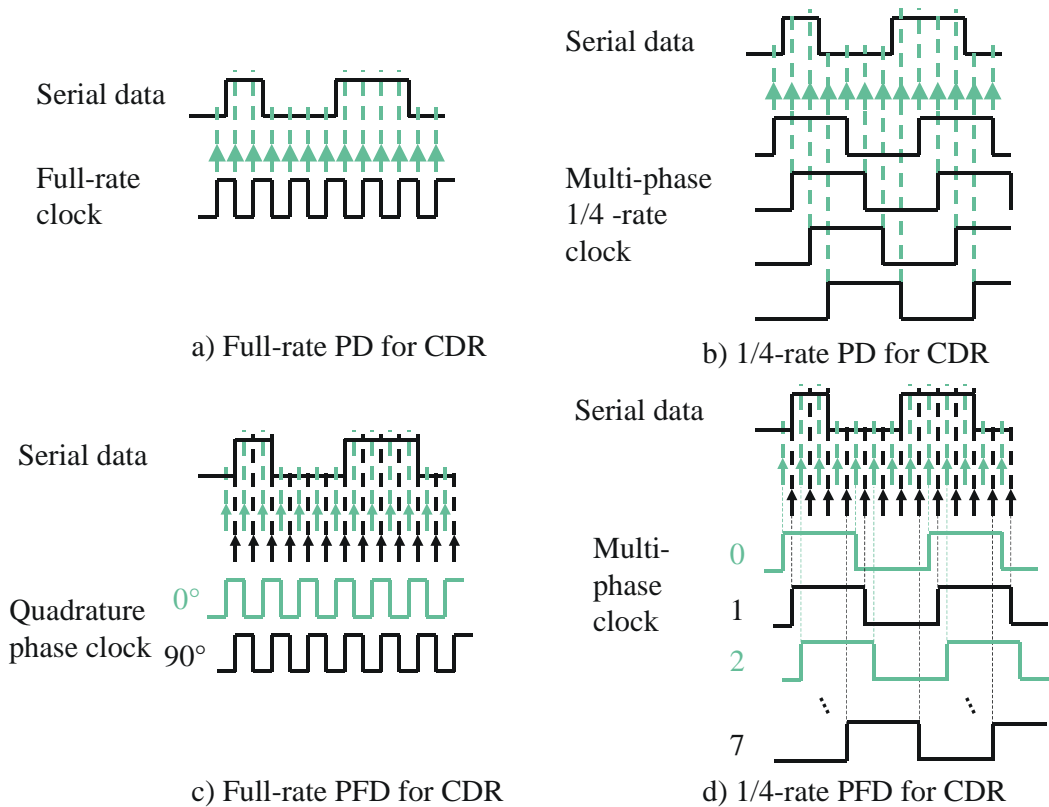 Serial data
Full-rate
clock
a) Full-rate PD for CDR
Serial data
Multi-phase
1/4 -rate
clock
b) 1/4-rate PD for CDR
Serial data
0°
Quadrature
phase clock
90°
c) Full-rate PFD for CDR
Serial data
Multi-
phase
clock
0
1
2
7
d) 1/4-rate PFD for CDR